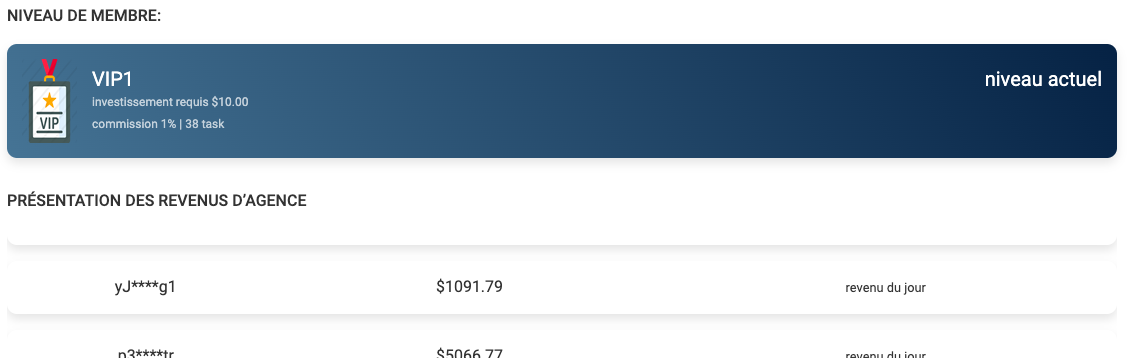 NIVEAU DE MEMBRE:
VIP1
niveau actuel
investissement requis $10.00
commission 1% | 38 task
VIP
PRÉSENTATION DES REVENUS D’AGENCE
yJ****g1 $1091.79 revenu du jour
p3****tr $5066.77 revenu du jour